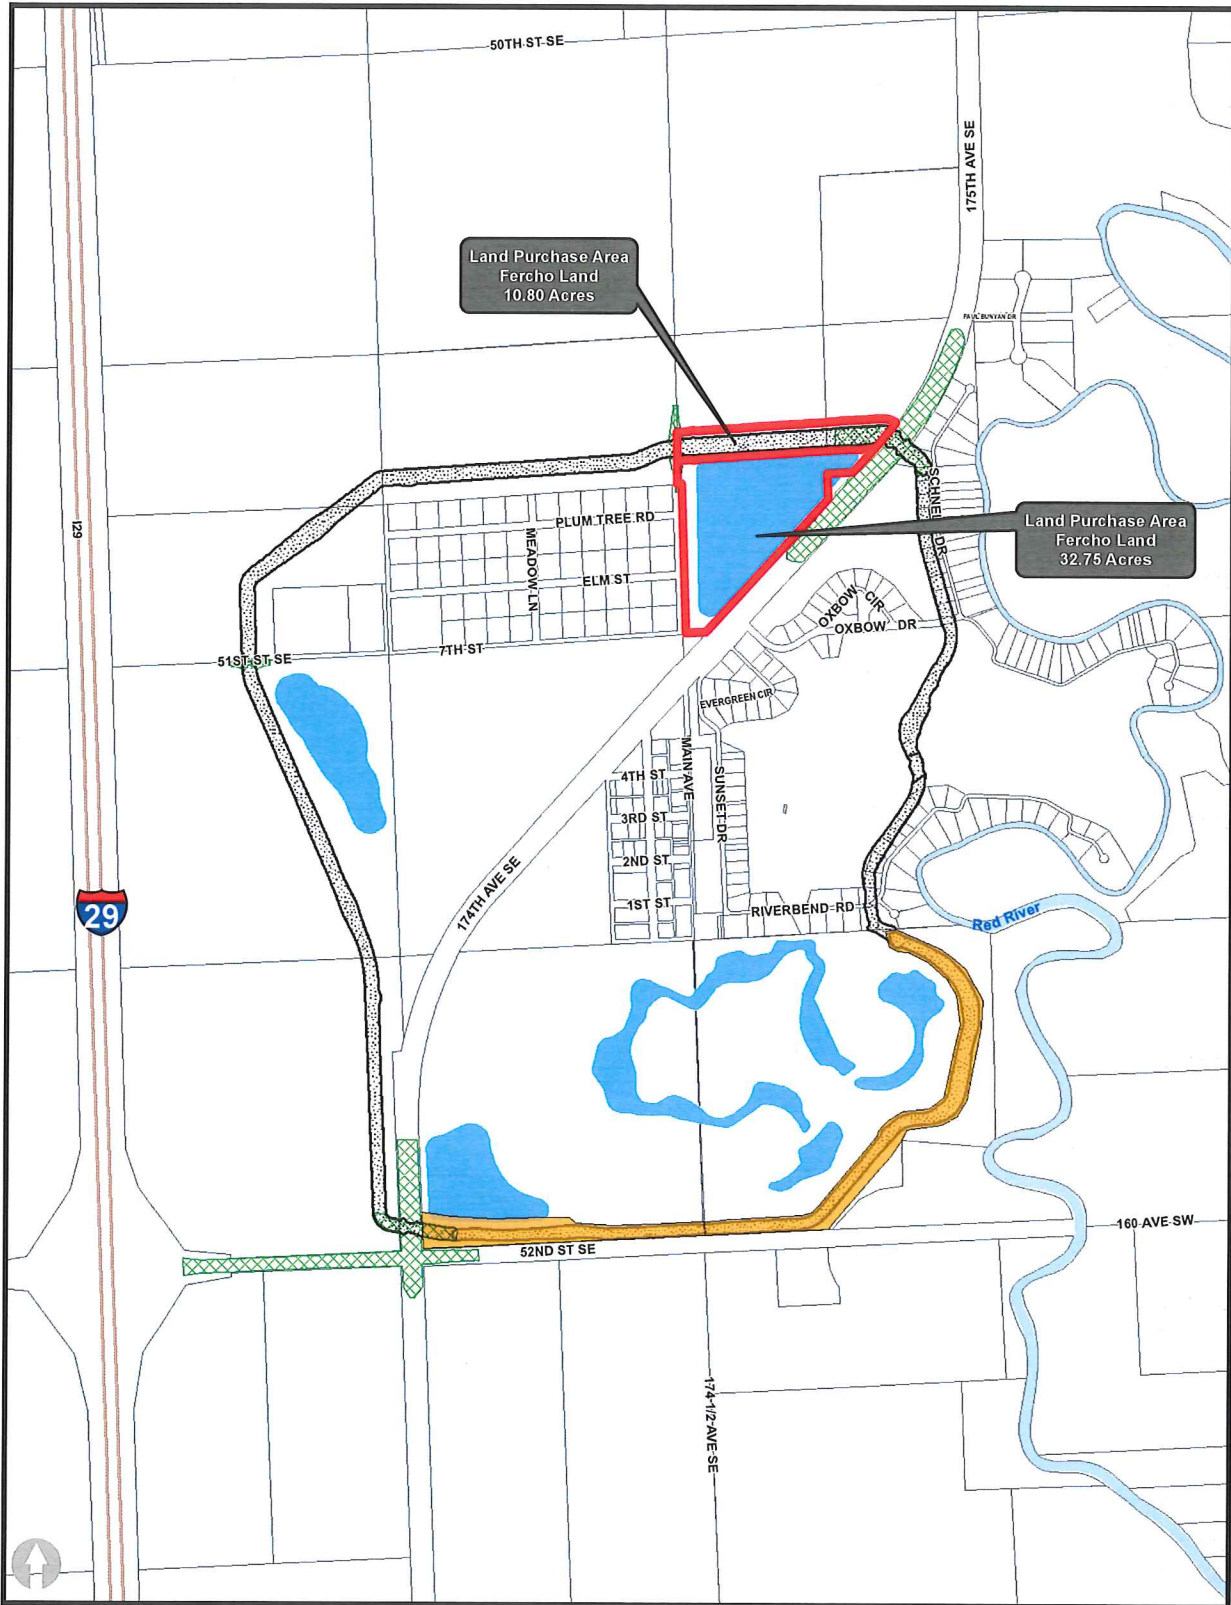 50TH ST SE
175TH AVE SE
Land Purchase Area
Fercho Land
10.80 Acres
PAUL BUNYAN DR
I29
PLUM TREE RD
MEADOW LN
ELM ST
7TH ST
51ST ST SE
Land Purchase Area
Fercho Land
32.75 Acres
OXBOW CIR
OXBOW DR
EVERGREEN CIR
MAIN AVE
SUNSET DR
4TH ST
3RD ST
2ND ST
1ST ST
174TH AVE SE
RIVERBEND RD
29
Red River
160 AVE SW
52ND ST SE
174 1/2 AVE SE